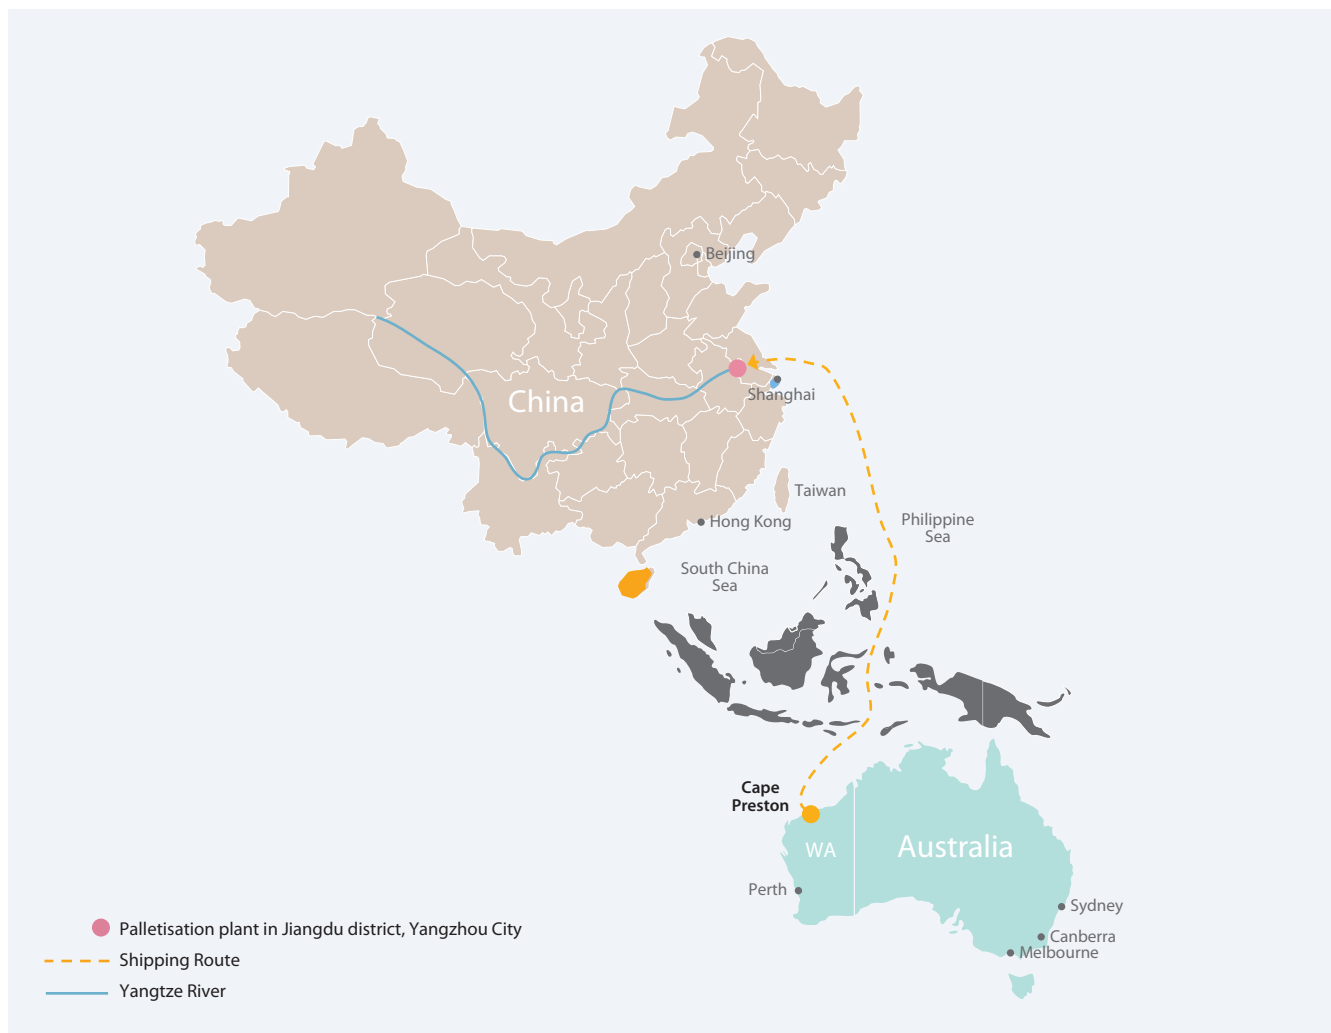 Beijing
China
Shanghai
Taiwan
Hong Kong
Philippine
Sea
South China
Sea
Cape
Preston
WA
Australia
Perth
Sydney
Canberra
Melbourne
Palletisation plant in Jiangdu district, Yangzhou City
Shipping Route
Yangtze River